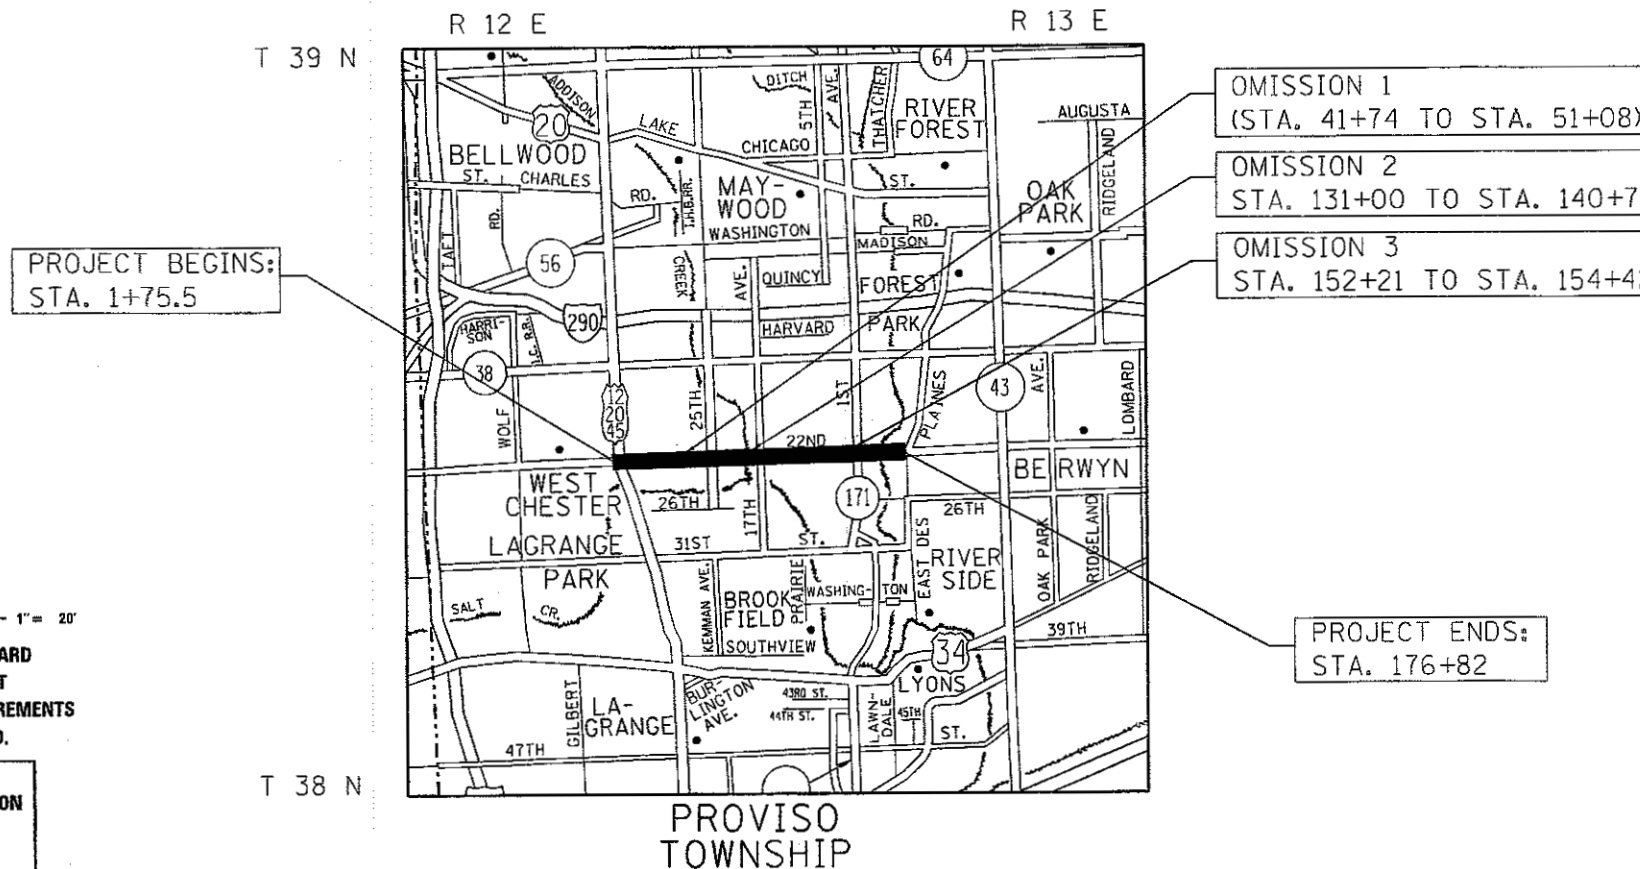 R 12 E
R 13 E
T 39 N
64
DITCH
5TH
AVE.
THATCHER
RIVER
FOREST
AUGUSTA
RIDGELAND
ADDISON
20
LAKE
CHICAGO
BELLWOOD
ST. CHARLES
RD.
I.H.B.RR.
MAY-
WOOD
ST.
OAK
PARK
WASHINGTON
RD.
MADISON
TAFT
RD.
56
CREEK
AVE.
QUINCY
FOREST
PARK
290
HARVARD
HARRI-
SON
I.C. R.R.
38
WOLF
12
20
45
25TH
1ST
PLAINES
43
AVE.
LOMBARD
22ND
WEST
CHESTER
BERWYN
26TH
17TH
171
26TH
LAGRANGE
PARK
31ST
ST.
EAST DES
RIVER
SIDE
OAK PARK
RIDGELAND
SALT
CR.
KEMMAN AVE.
BROOK
FIELD
PRAIRIE
WASHING-
TON
SOUTHVIEW
39TH
34
LYONS
GILBERT
LA-
GRANGE
BUR-
LINGTON
AVE.
43RD ST.
44TH ST.
LAWN-
DALE
45TH
ST.
47TH
T 38 N
PROVISO
TOWNSHIP
PROJECT BEGINS:
STA. 1+75.5
OMISSION 1
(STA. 41+74 TO STA. 51+08)
OMISSION 2
STA. 131+00 TO STA. 140+7
OMISSION 3
STA. 152+21 TO STA. 154+4
PROJECT ENDS:
STA. 176+82
- 1"= 20'
ARD
T
REMENTS
ON